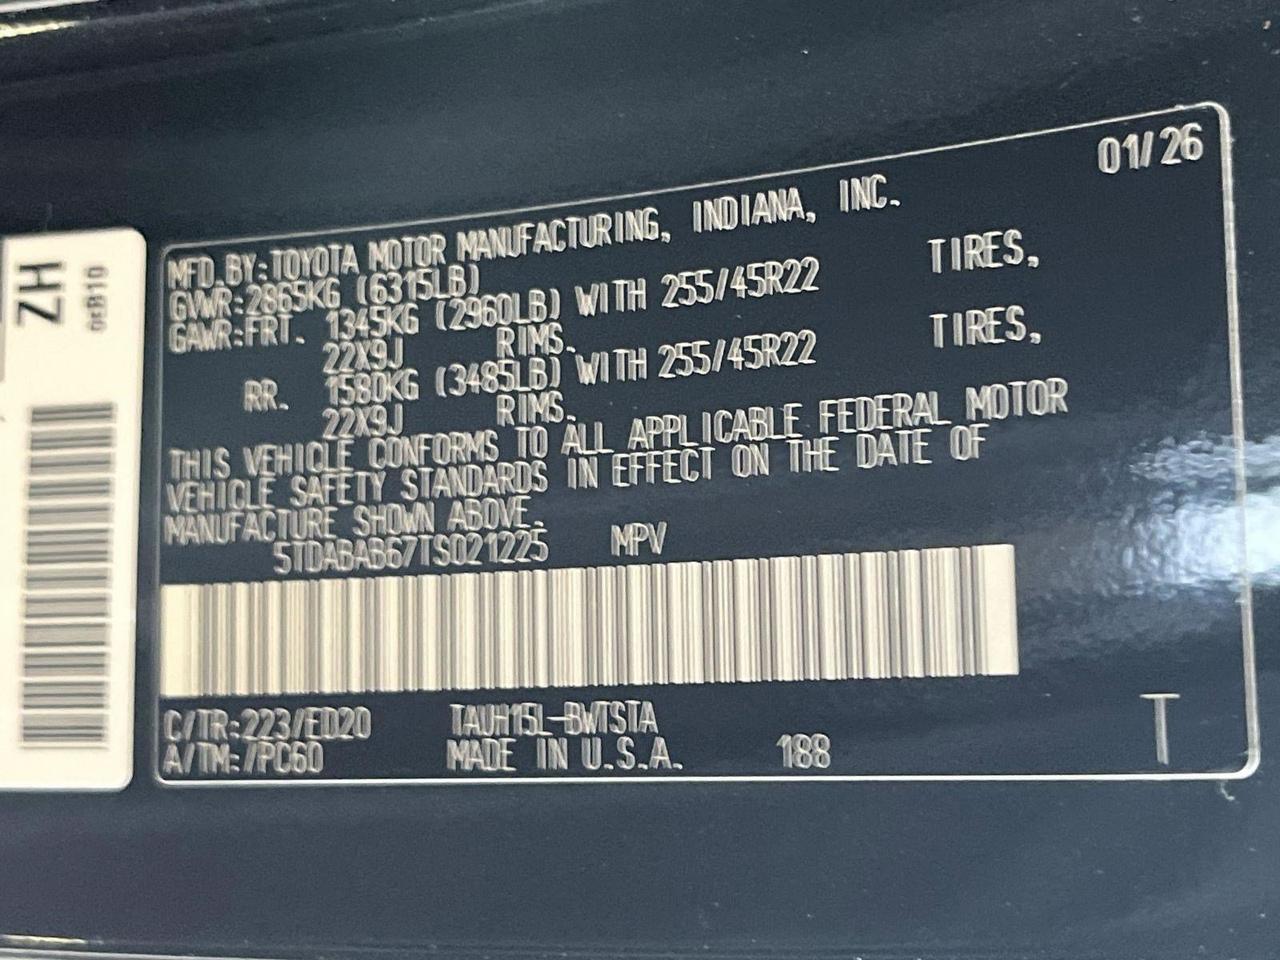 01/26
MFD.BY:TOYOTA MOTOR MANUFACTURING, INDIANA, INC.
GVWR:2865KG (6315LB)
GAWR:FRT. 1345KG (2960LB) WITH 255/45R22 TIRES,
22X9J RIMS.
RR. 1580KG (3485LB) WITH 255/45R22 TIRES,
22X9J RIMS.
THIS VEHICLE CONFORMS TO ALL APPLICABLE FEDERAL MOTOR
VEHICLE SAFETY STANDARDS IN EFFECT ON THE DATE OF
MANUFACTURE SHOWN ABOVE.
5TDABAB67TS021225 MPV
C/TR:223/ED20 TAUH15L-BWTSTA
A/TM:/PC60 MADE IN U.S.A. 188
T
ZH
0EB10